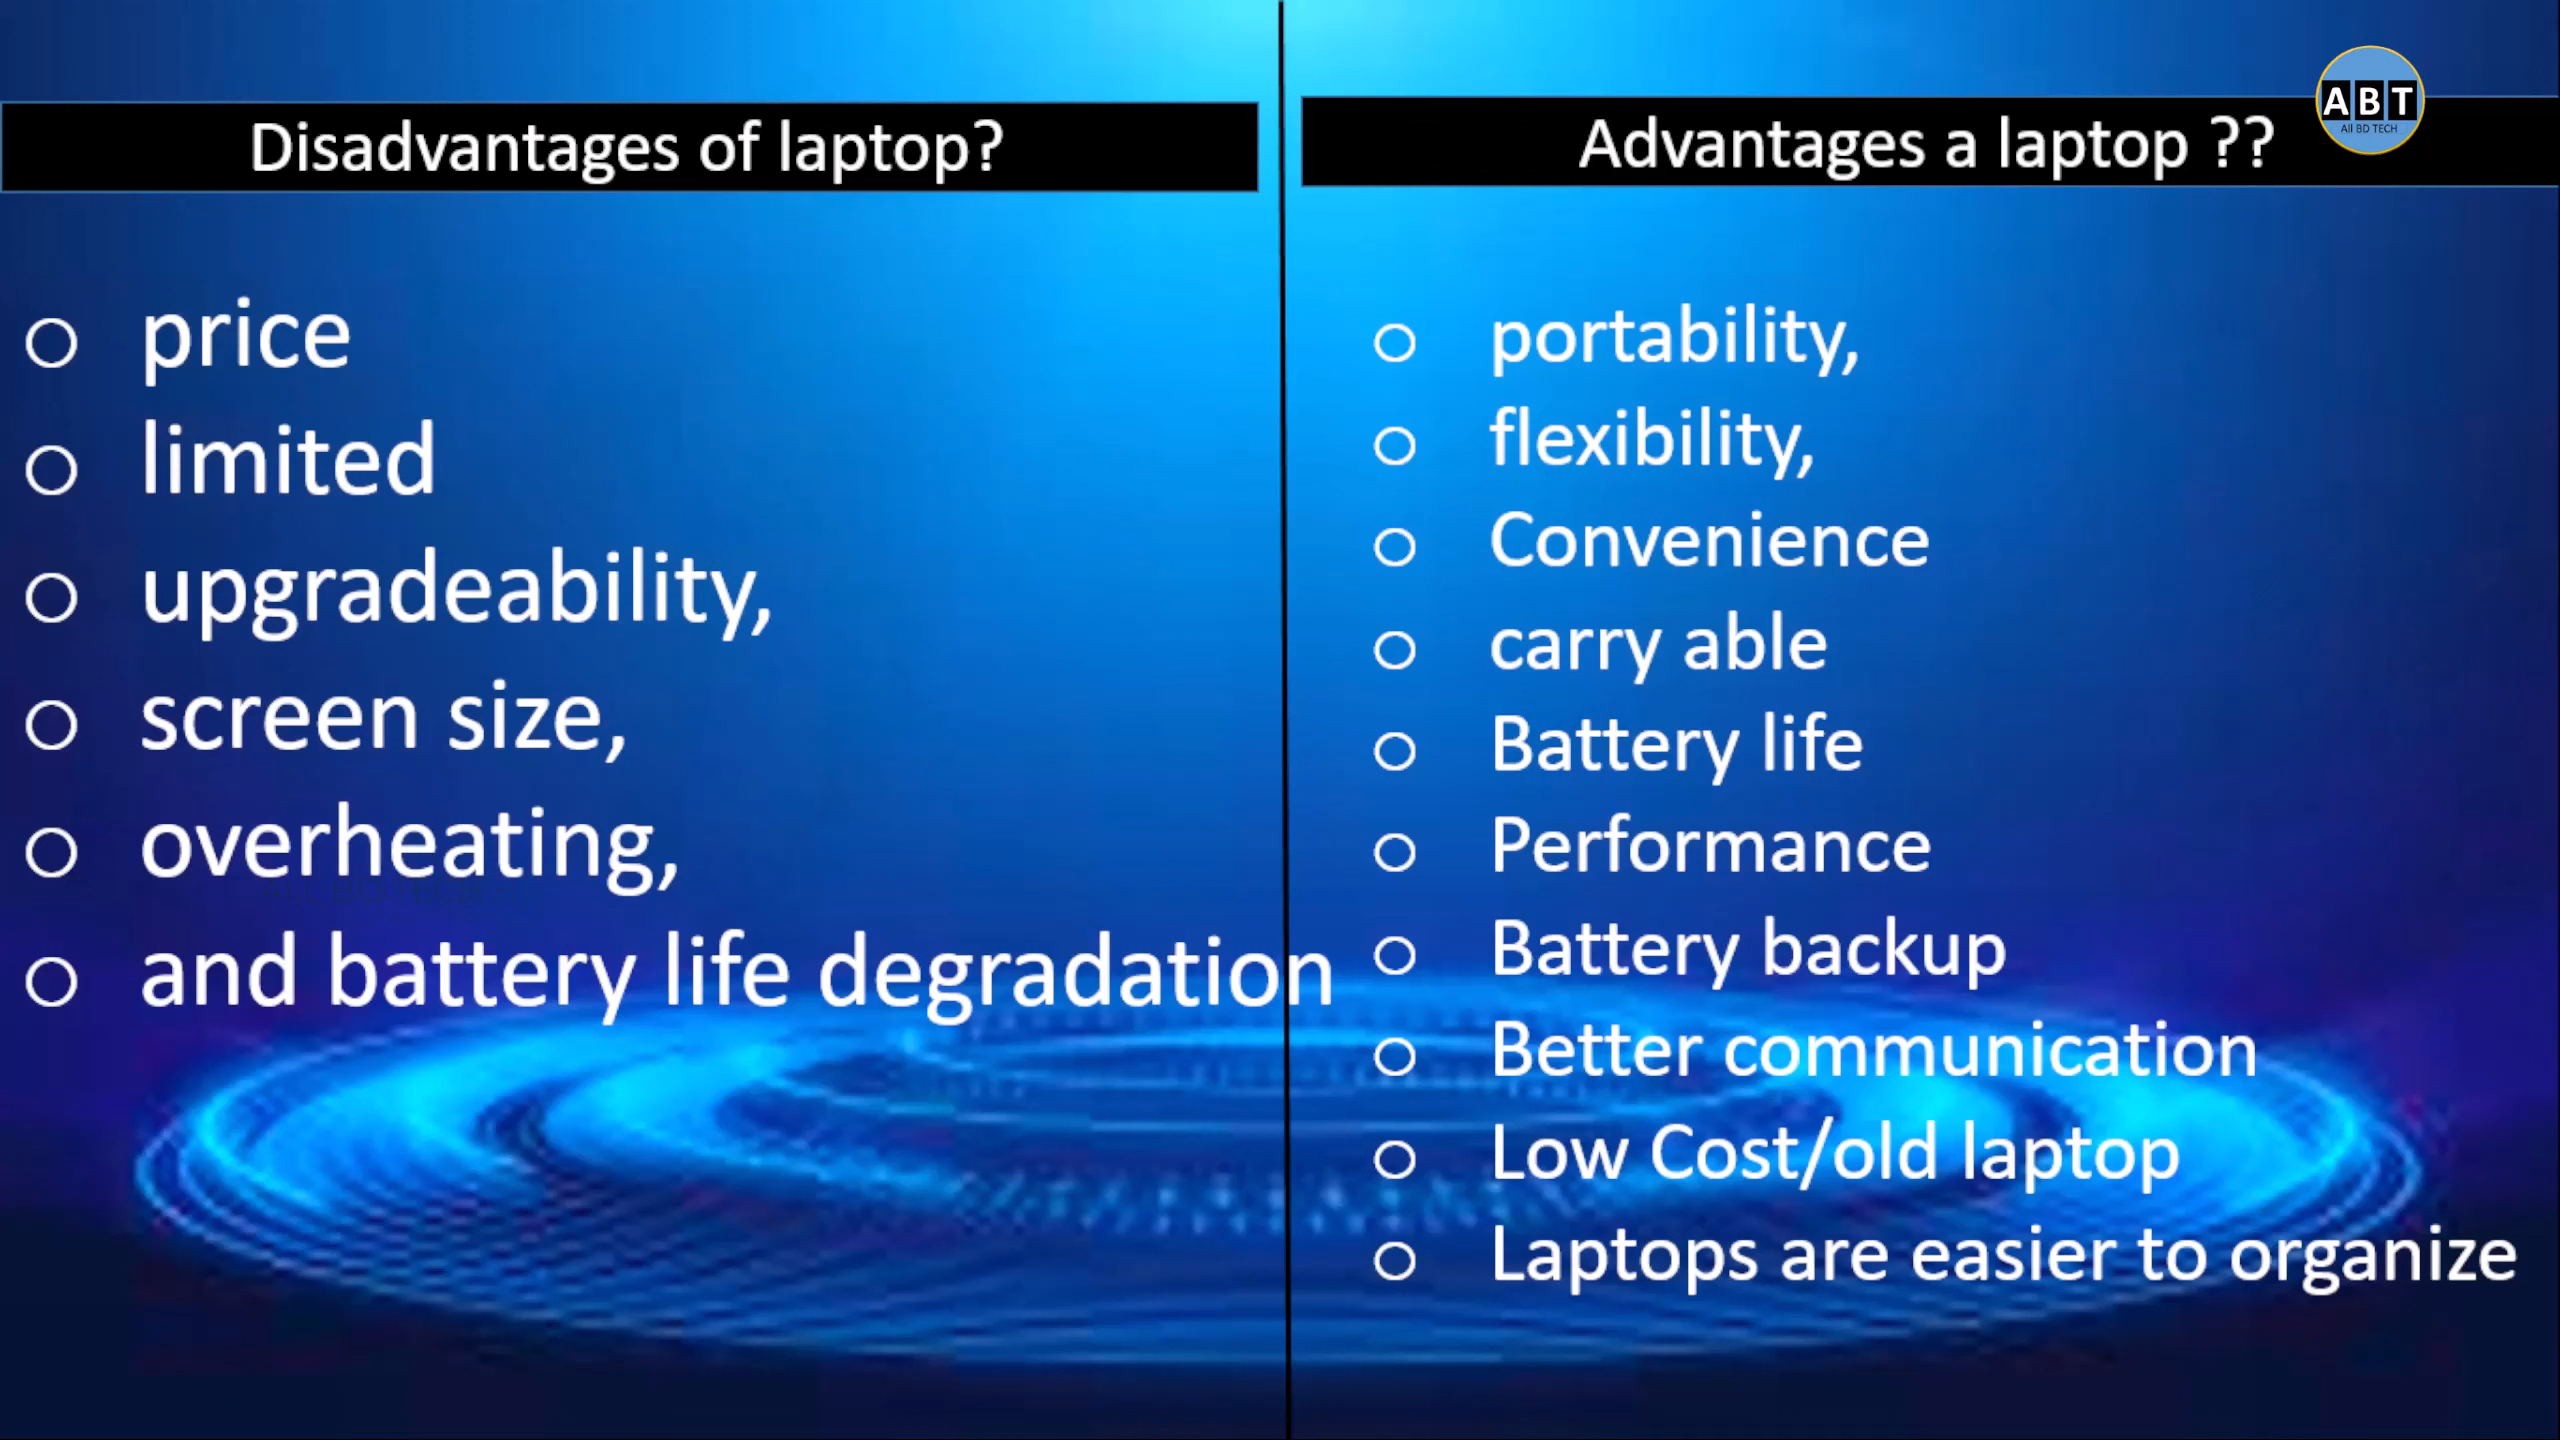 ABT
All BD TECH
Disadvantages of laptop?
o price
o limited
o upgradeability,
o screen size,
o overheating,
o and battery life degradation
Advantages a laptop ??
o portability,
o flexibility,
o Convenience
o carry able
o Battery life
o Performance
o Battery backup
o Better communication
o Low Cost/old laptop
o Laptops are easier to organize